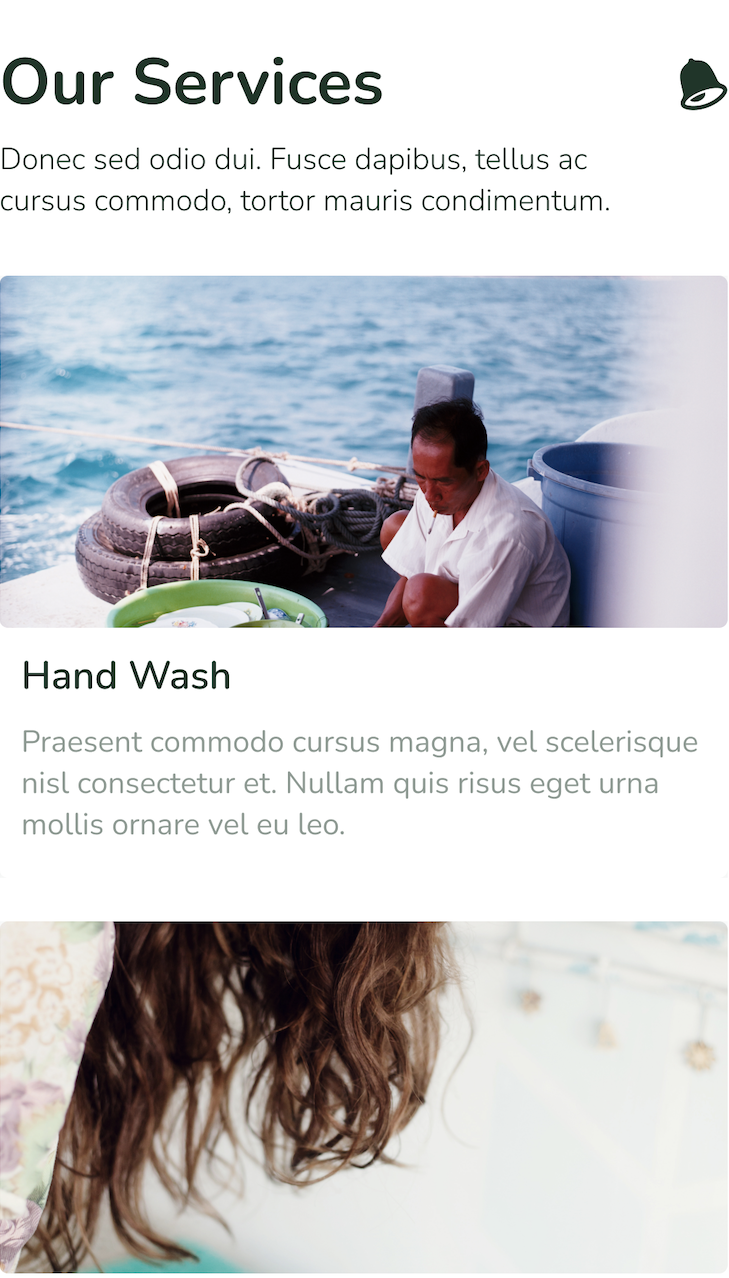 Our Services
Donec sed odio dui. Fusce dapibus, tellus ac
cursus commodo, tortor mauris condimentum.
Hand Wash
Praesent commodo cursus magna, vel scelerisque
nisl consectetur et. Nullam quis risus eget urna
mollis ornare vel eu leo.